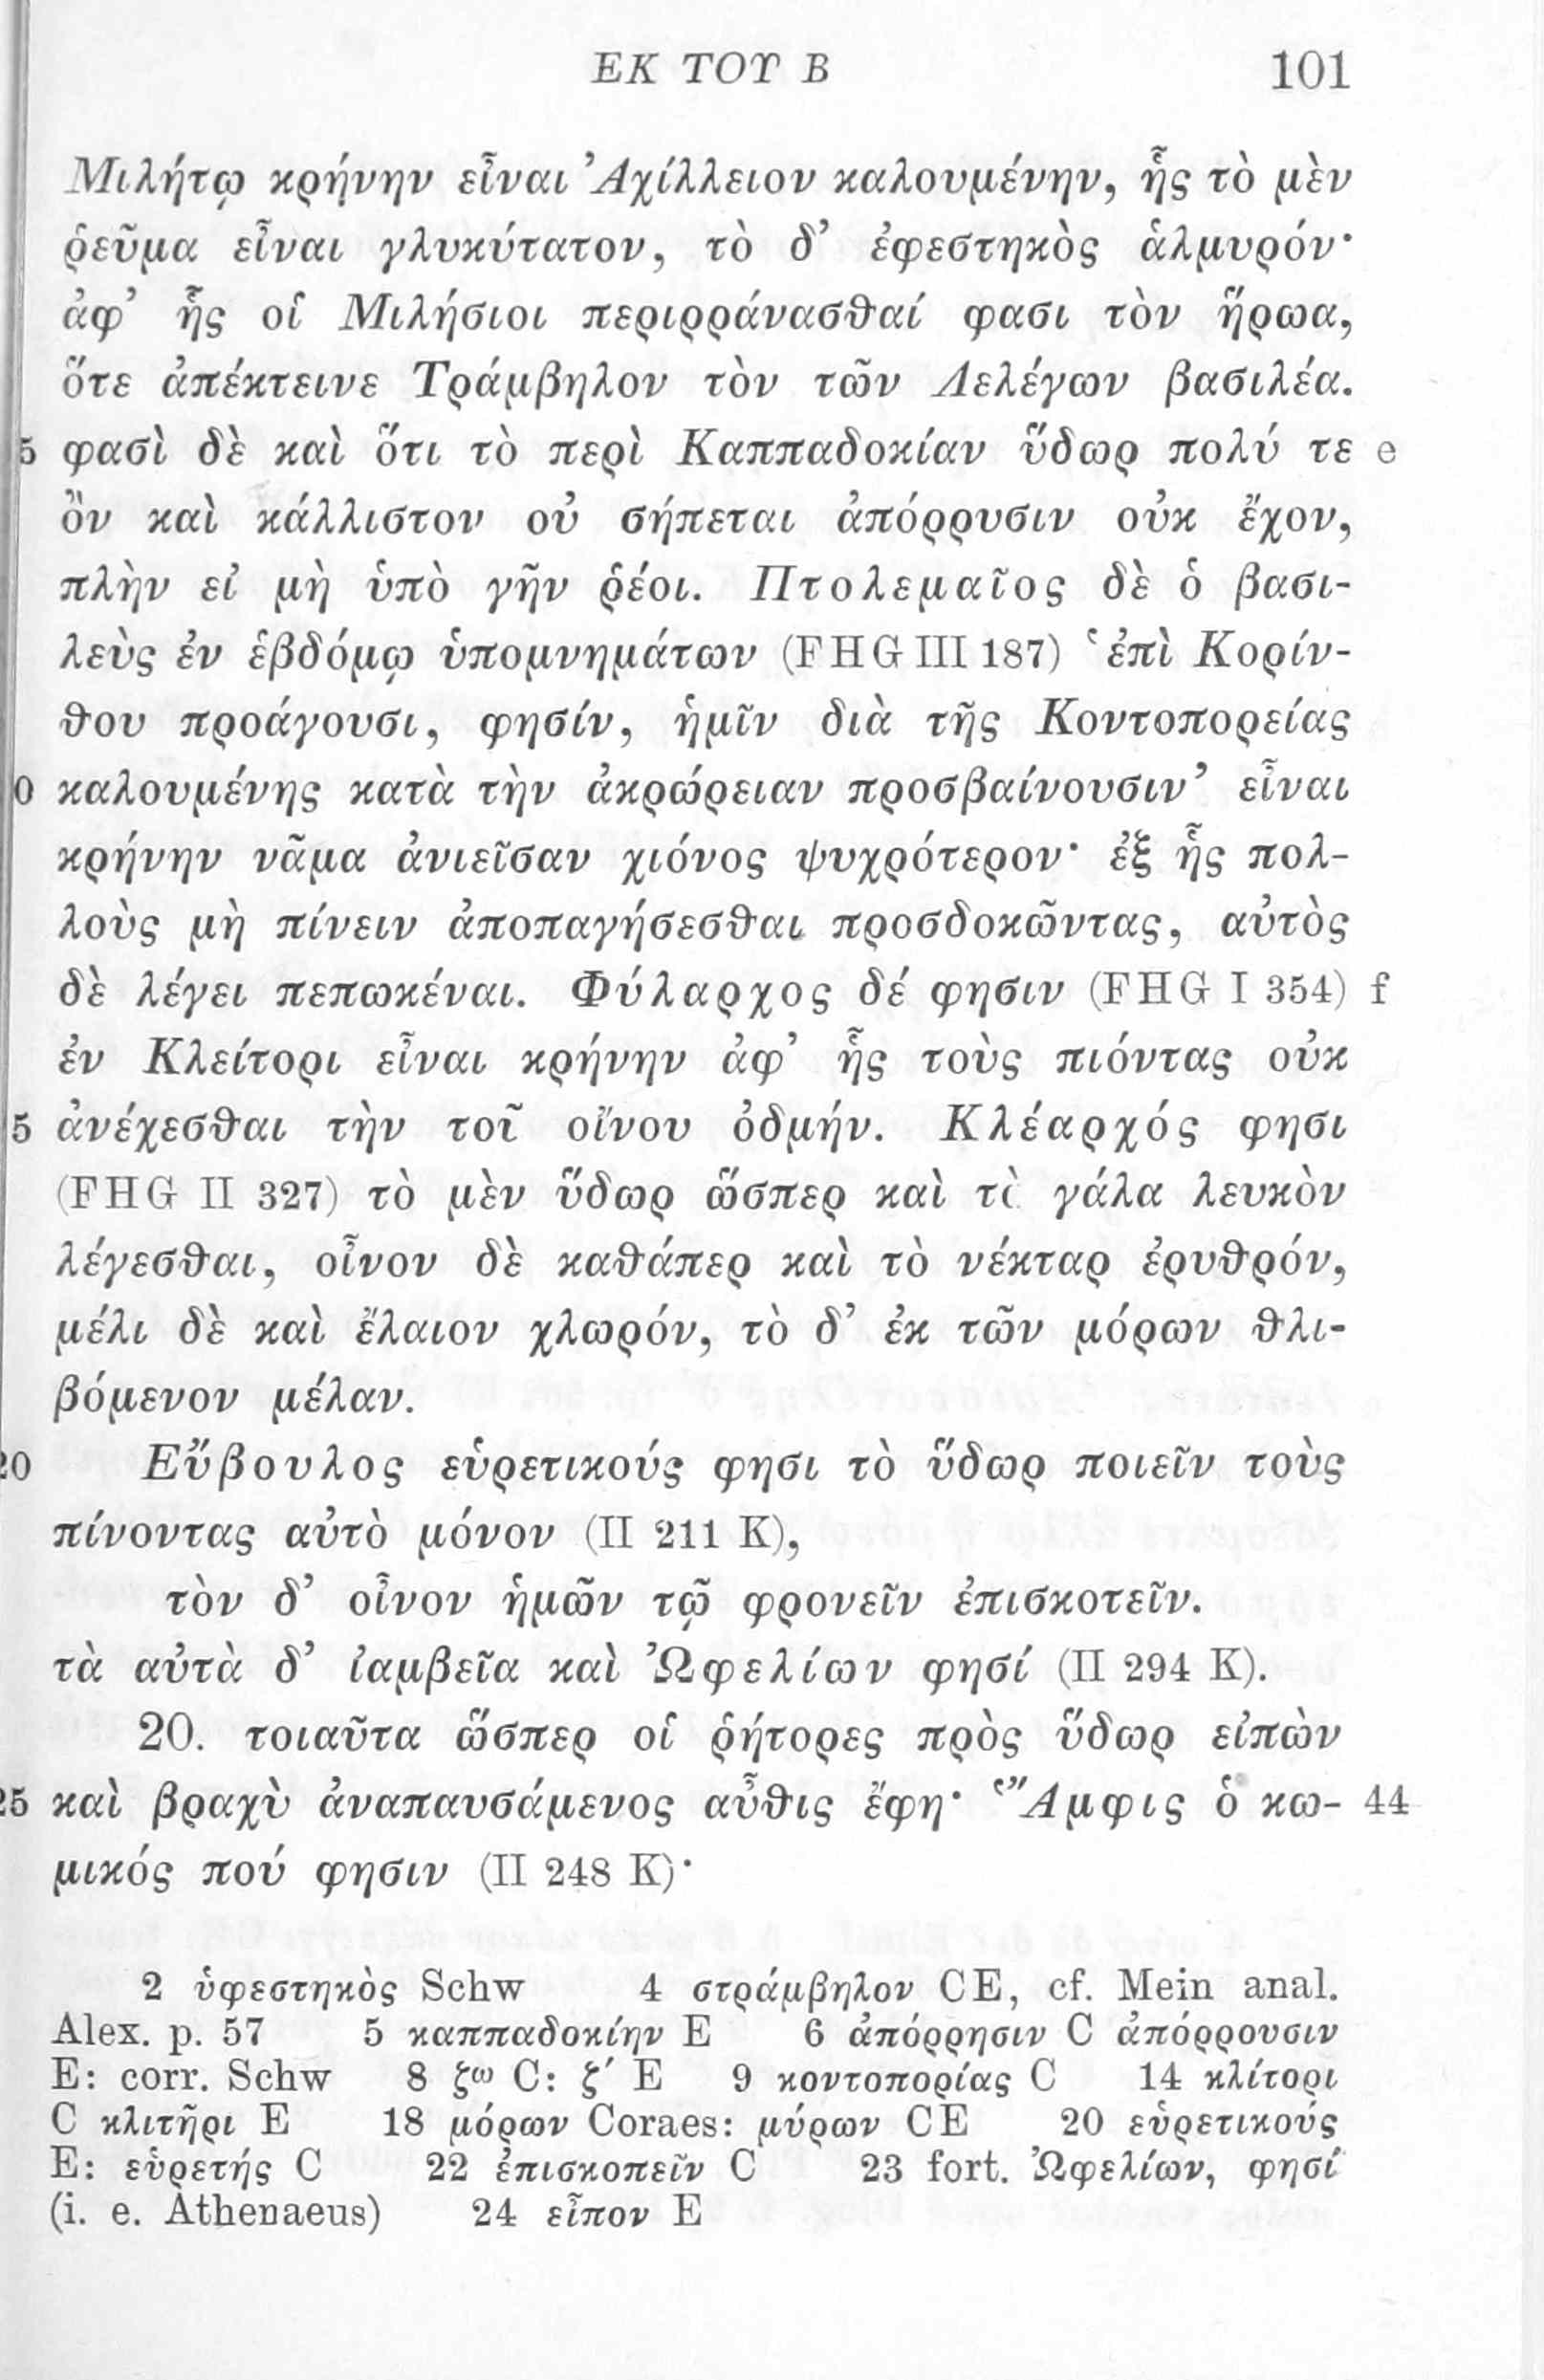 ΕΚ ΤΟΥ Β 101
Μιλήτῳ κρήνην εἶναι Ἀχίλλειον καλουμένην, ἧς τὸ μὲν
ῥεῦμα εἶναι γλυκύτατον, τὸ δ’ ἐφεστηκὸς ἁλμυρόν·
ἀφ’ ἧς οἱ Μιλήσιοι περιρράνασθαί φασι τὸν ἥρωα,
ὅτε ἀπέκτεινε Τράμβηλον τὸν τῶν Λελέγων βασιλέα.
5 φασὶ δὲ καὶ ὅτι τὸ περὶ Καππαδοκίαν ὕδωρ πολύ τε e
ὂν καὶ κάλλιστον οὐ σήπεται ἀπόρρυσιν οὐκ ἔχον,
πλὴν εἰ μὴ ὑπὸ γῆν ῥέοι. Πτολεμαῖος δὲ ὁ βασι-
λεὺς ἐν ἑβδόμῳ ὑπομνημάτων (FHG III 187) ‘ἐπὶ Κορίν-
θου προάγουσι, φησίν, ἡμῖν διὰ τῆς Κοντοπορείας
0 καλουμένης κατὰ τὴν ἀκρώρειαν προσβαίνουσιν’ εἶναι
κρήνην νᾶμα ἀνιεῖσαν χιόνος ψυχρότερον· ἐξ ἧς πολ-
λοὺς μὴ πίνειν ἀποπαγήσεσθαι προσδοκῶντας, αὐτὸς
δὲ λέγει πεπωκέναι. Φύλαρχος δέ φησιν (FHG I 354) f
ἐν Κλείτορι εἶναι κρήνην ἀφ’ ἧς τοὺς πιόντας οὐκ
5 ἀνέχεσθαι τὴν τοῦ οἴνου ὀδμήν. Κλέαρχός φησι
(FHG II 327) τὸ μὲν ὕδωρ ὥσπερ καὶ τὸ γάλα λευκὸν
λέγεσθαι, οἶνον δὲ καθάπερ καὶ τὸ νέκταρ ἐρυθρόν,
μέλι δὲ καὶ ἔλαιον χλωρόν, τὸ δ’ ἐκ τῶν μόρων θλι-
βόμενον μέλαν.
20 Εὔβουλος εὑρετικούς φησι τὸ ὕδωρ ποιεῖν τοὺς
πίνοντας αὐτὸ μόνον (II 211 K),
τὸν δ’ οἶνον ἡμῶν τῷ φρονεῖν ἐπισκοτεῖν.
τὰ αὐτὰ δ’ ἰαμβεῖα καὶ Ὠφελίων φησί (II 294 K).
20. τοιαῦτα ὥσπερ οἱ ῥήτορες πρὸς ὕδωρ εἰπὼν
25 καὶ βραχὺ ἀναπαυσάμενος αὖθις ἔφη· ‘Ἄμφις ὁ κω- 44
μικός πού φησιν (II 248 K)·
2 ὑφεστηκὸς Schw 4 στράμβηλον CE, cf. Mein anal.
Alex. p. 57 5 καππαδοκίην E 6 ἀπόρρησιν C ἀπόρρουσιν
E: corr. Schw 8 ζω C: ζ′ E 9 κοντοπορίας C 14 κλίτορι
C κλιτῆρι E 18 μόρων Coraes: μύρων CE 20 εὑρετικούς
E: εὑρετής C 22 ἐπισκοπεῖν C 23 fort. Ὠφελίων, φησί
(i. e. Athenaeus) 24 εἶπον E